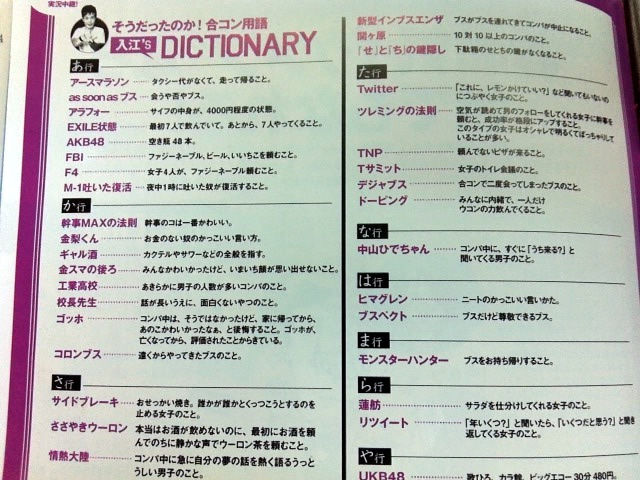 実況中継!
そうだったのか!合コン用語
入江's DICTIONARY
あ行
アースマラソン……タクシー代がなくて、走って帰ること。
as soon as ブス……会うや否やブス。
アラフォー……サイフの中身が、4000円程度の状態。
EXILE状態……最初7人で飲んでいて。あとから、7人やってくること。
AKB48……空き瓶48本。
FBI……ファジーネーブル、ビール、いいちこを頼むこと。
F4……女子4人が、ファジーネーブル頼むこと。
M-1吐いた復活……夜中1時に吐いた奴が復活すること。
か行
幹事MAXの法則 幹事のコは一番かわいい。
金梨くん……お金のない奴のかっこいい言い方。
ギャル酒……カクテルやサワーなどの全般を指す。
金スマの後ろ……みんなかわいかったけど、いまいち顔が思い出せないこと。
工業高校……あきらかに男子の人数が多いコンパのこと。
校長先生……話が長いうえに、面白くないやつのこと。
ゴッホ……コンパ中は、そうではなかったけど、家に帰ってから、
あのこかわいかったなぁ、と後悔すること。ゴッホが、
亡くなってから、評価されたことからきている。
コロンブス……遠くからやってきたブスのこと。
さ行
サイドブレーキ……おせっかい焼き。誰かが誰かとくっつこうとするのを
止める女子のこと。
ささやきウーロン……本当はお酒が飲めないのに、最初にお酒を頼
んでのちに静かな声でウーロン茶を頼むこと。
情熱大陸……コンパ中に急に自分の夢の話を熱く語るうっと
うしい男子のこと。
新型インブスエンザ ブスがブスを連れてきてコンパが中止になること。
関ヶ原……10対10以上のコンパのこと。
「せ」と「ち」の鍵隠し 下駄箱のせとちの鍵がなくなること。
た行
Twitter……「これに、レモンかけていい?」など聞いてもいないの
につぶやく女子のこと。
ツレミングの法則……空気が読めて男のフォローをしてくれる女子に幹事を
頼むと、成功率が格段にアップすること。
このタイプの女子はオシャレで明るくてぽっちゃりして
いることが多い。
TNP……頼んでないピザが来ること。
Tサミット……女子のトイレ会議のこと。
デジャブス……合コンで二度会ってしまったブスのこと。
ドーピング……みんなに内緒で、一人だけ
ウコンの力飲んでくること。
な行
中山ひでちゃん……コンパ中に、すぐに「うち来る?」と
聞いてくる男子のこと。
は行
ヒマグレン……ニートのかっこいい言いかた。
ブスペクト……ブスだけど尊敬できるブス。
ま行
モンスターハンター ブスをお持ち帰りすること。
ら行
蓮舫……サラダを仕分けしてくれる女子のこと。
リツイート……「年いくつ?」と聞いたら、「いくつだと思う?」と聞き
返してくる女子のこと。
や行
UKB48……歌ひろ、カラ館、ビッグエコー30分480円。